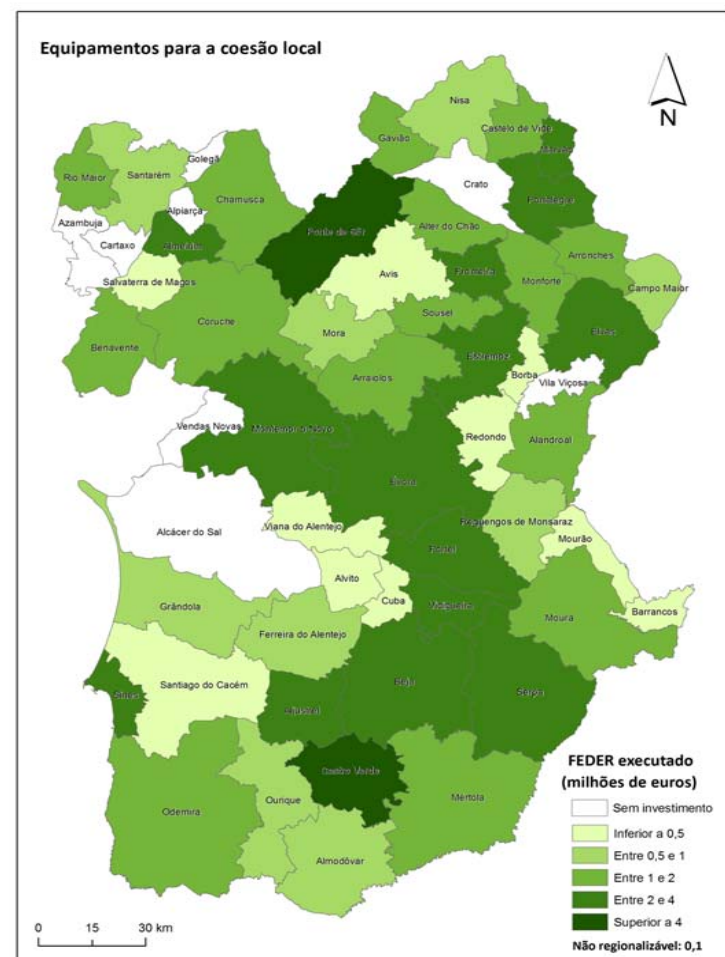 Equipamentos para a coesão local
N
Nisa
Gavião
Castelo de Vide
Marvão
Golegã
Rio Maior
Santarém
Chamusca
Crato
Portalegre
Alpiarça
Azambuja
Cartaxo
Almeirim
Ponte de Sôr
Alter do Chão
Arronches
Avis
Fronteira
Monforte
Campo Maior
Salvaterra de Magos
Sousel
Coruche
Mora
Elvas
Benavente
Estremoz
Arraiolos
Borba
Vila Viçosa
Vendas Novas
Montemor-o-Novo
Redondo
Alandroal
Évora
Reguengos de Monsaraz
Alcácer do Sal
Viana do Alentejo
Mourão
Portel
Alvito
Cuba
Vidigueira
Barrancos
Grândola
Moura
Ferreira do Alentejo
Santiago do Cacém
Beja
Serpa
Sines
Aljustrel
Castro Verde
Odemira
Ourique
Mértola
Almodôvar
FEDER executado
(milhões de euros)
Sem investimento
Inferior a 0,5
Entre 0,5 e 1
Entre 1 e 2
Entre 2 e 4
Superior a 4
Não regionalizável: 0,1
0 15 30 km